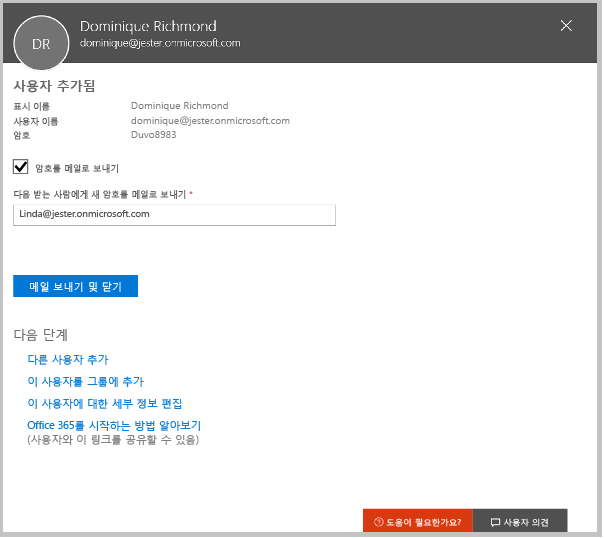 DR
Dominique Richmond
dominique@jester.onmicrosoft.com
사용자 추가됨
표시 이름 Dominique Richmond
사용자 이름 dominique@jester.onmicrosoft.com
암호 Duvo8983
암호를 메일로 보내기
다음 받는 사람에게 새 암호를 메일로 보내기 *
Linda@jester.onmicrosoft.com
메일 보내기 및 닫기
다음 단계
다른 사용자 추가
이 사용자를 그룹에 추가
이 사용자에 대한 세부 정보 편집
Office 365를 시작하는 방법 알아보기
(사용자와 이 링크를 공유할 수 있음)
도움이 필요한가요? 사용자 의견